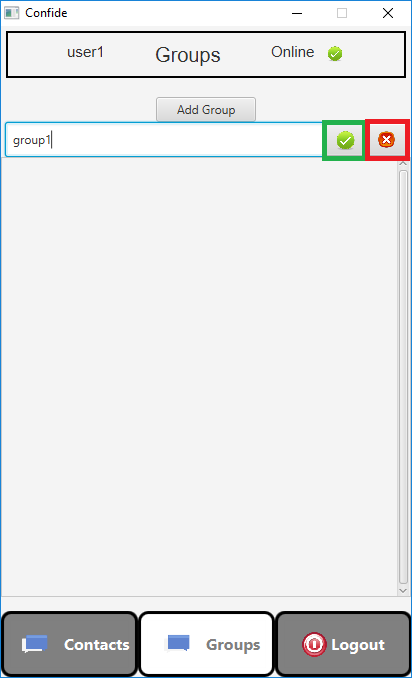 Confide
user1 Groups Online
Add Group
group1
Contacts Groups Logout